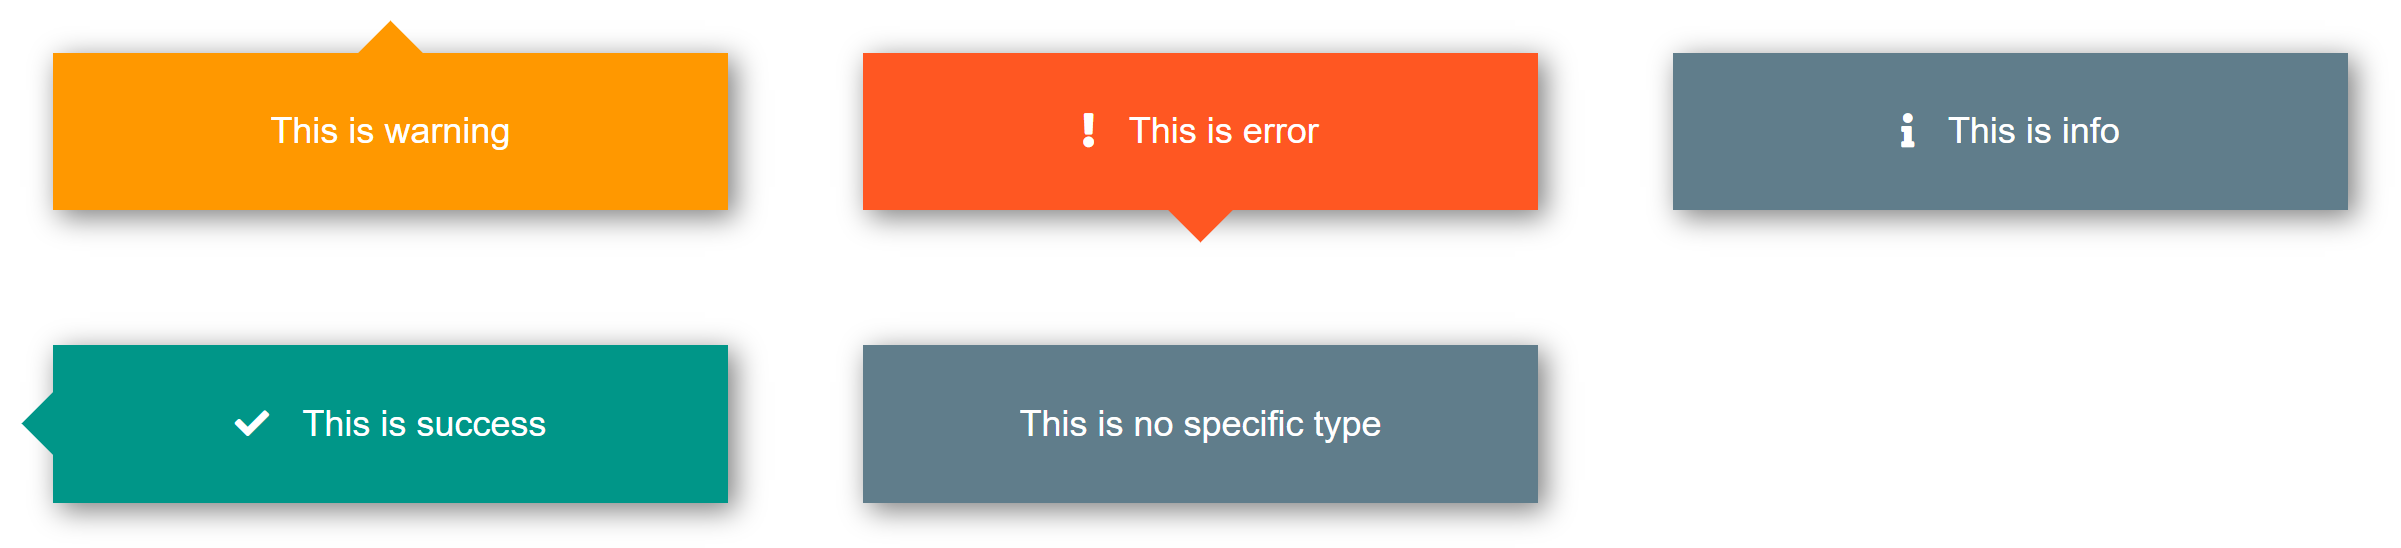 This is warning
This is error
This is info
This is success
This is no specific type